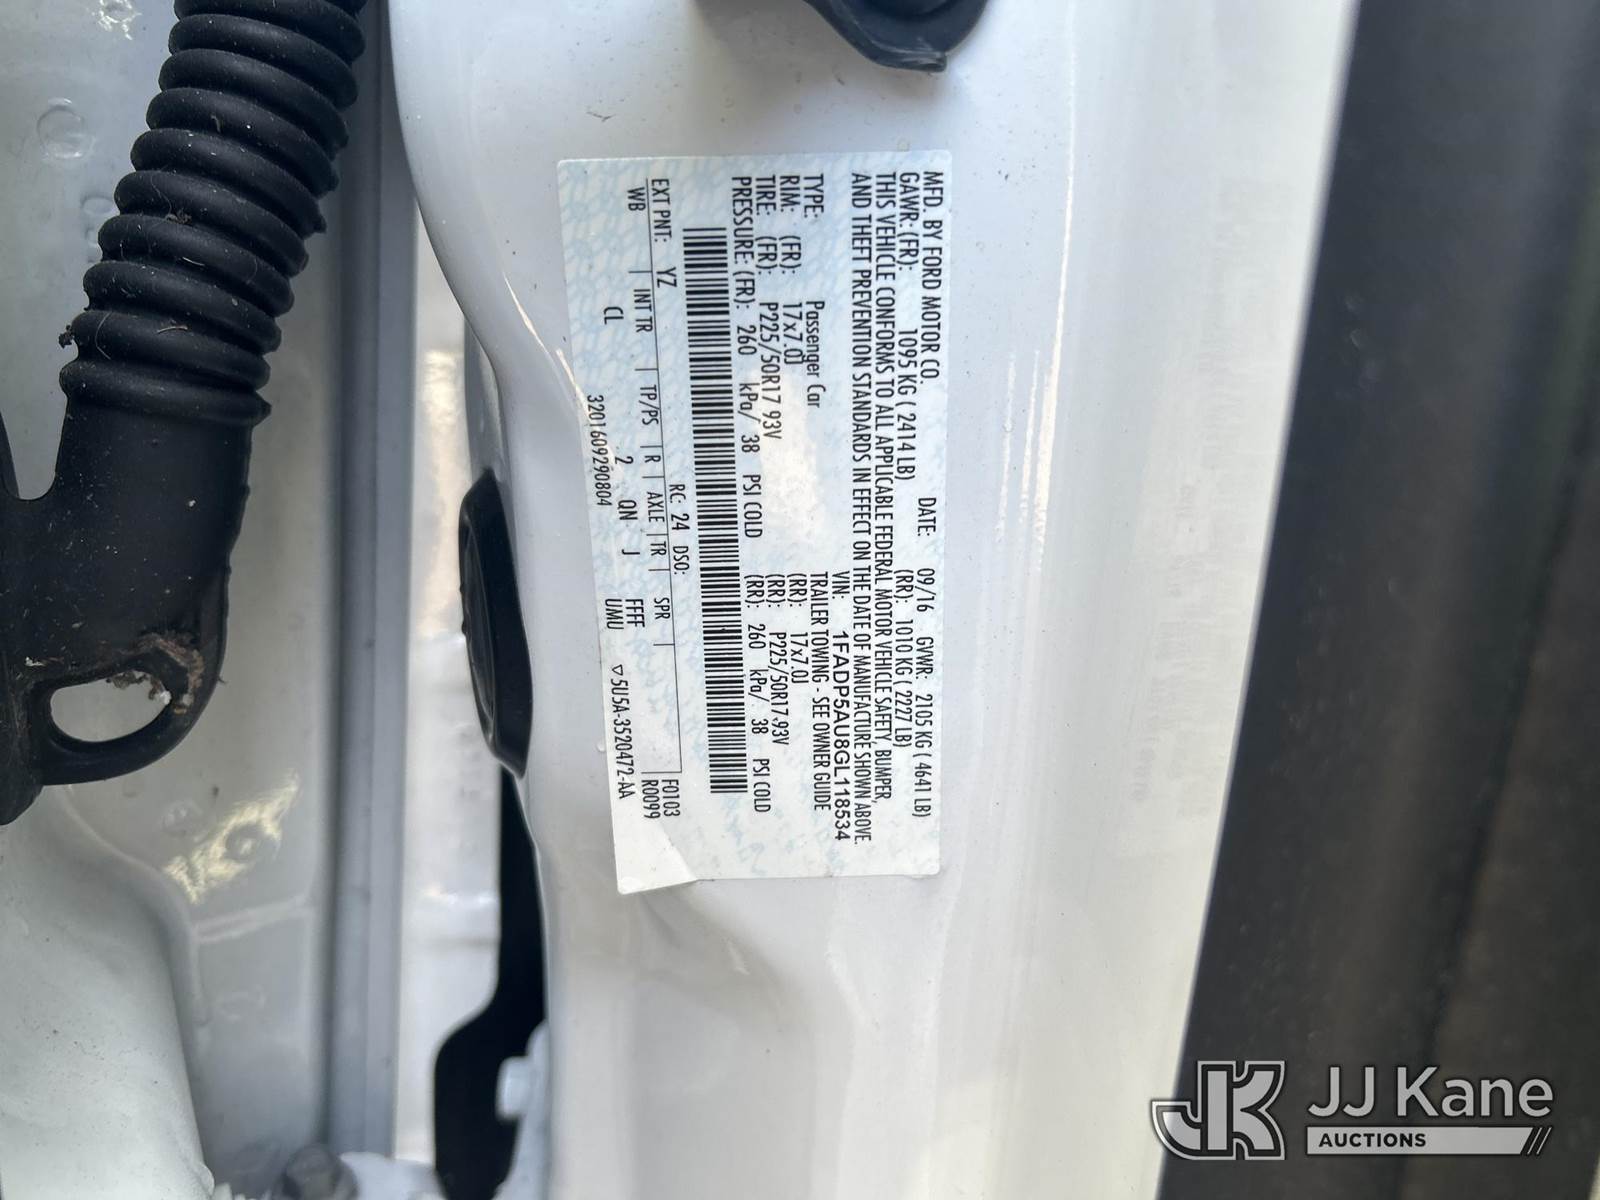 MFD. BY FORD MOTOR CO.
DATE: 09/16 GVWR: 2105 KG ( 4641 LB)
GAWR: (FR): 1095 KG ( 2414 LB) (RR): 1010 KG ( 2227 LB)
THIS VEHICLE CONFORMS TO ALL APPLICABLE FEDERAL MOTOR VEHICLE SAFETY, BUMPER,
AND THEFT PREVENTION STANDARDS IN EFFECT ON THE DATE OF MANUFACTURE SHOWN ABOVE.
VIN: 1FADP5AU8GL118534
TYPE: Passenger Car TRAILER TOWING - SEE OWNER GUIDE
RIM: (FR): 17x7.0J (RR): 17x7.0J
TIRE: (FR): P225/50R17 93V (RR): P225/50R17 93V
PRESSURE: (FR): 260 kPa/ 38 PSI COLD (RR): 260 kPa/ 38 PSI COLD
RC: 24 DSO: F0103
EXT PNT: YZ R0099
WB | INT TR | TP/PS | R | AXLE | TR | SPR |
CL 2 QN J FFF UMU
3201609290804 ▽5U5A-3520472-AA
JK JJ Kane
AUCTIONS